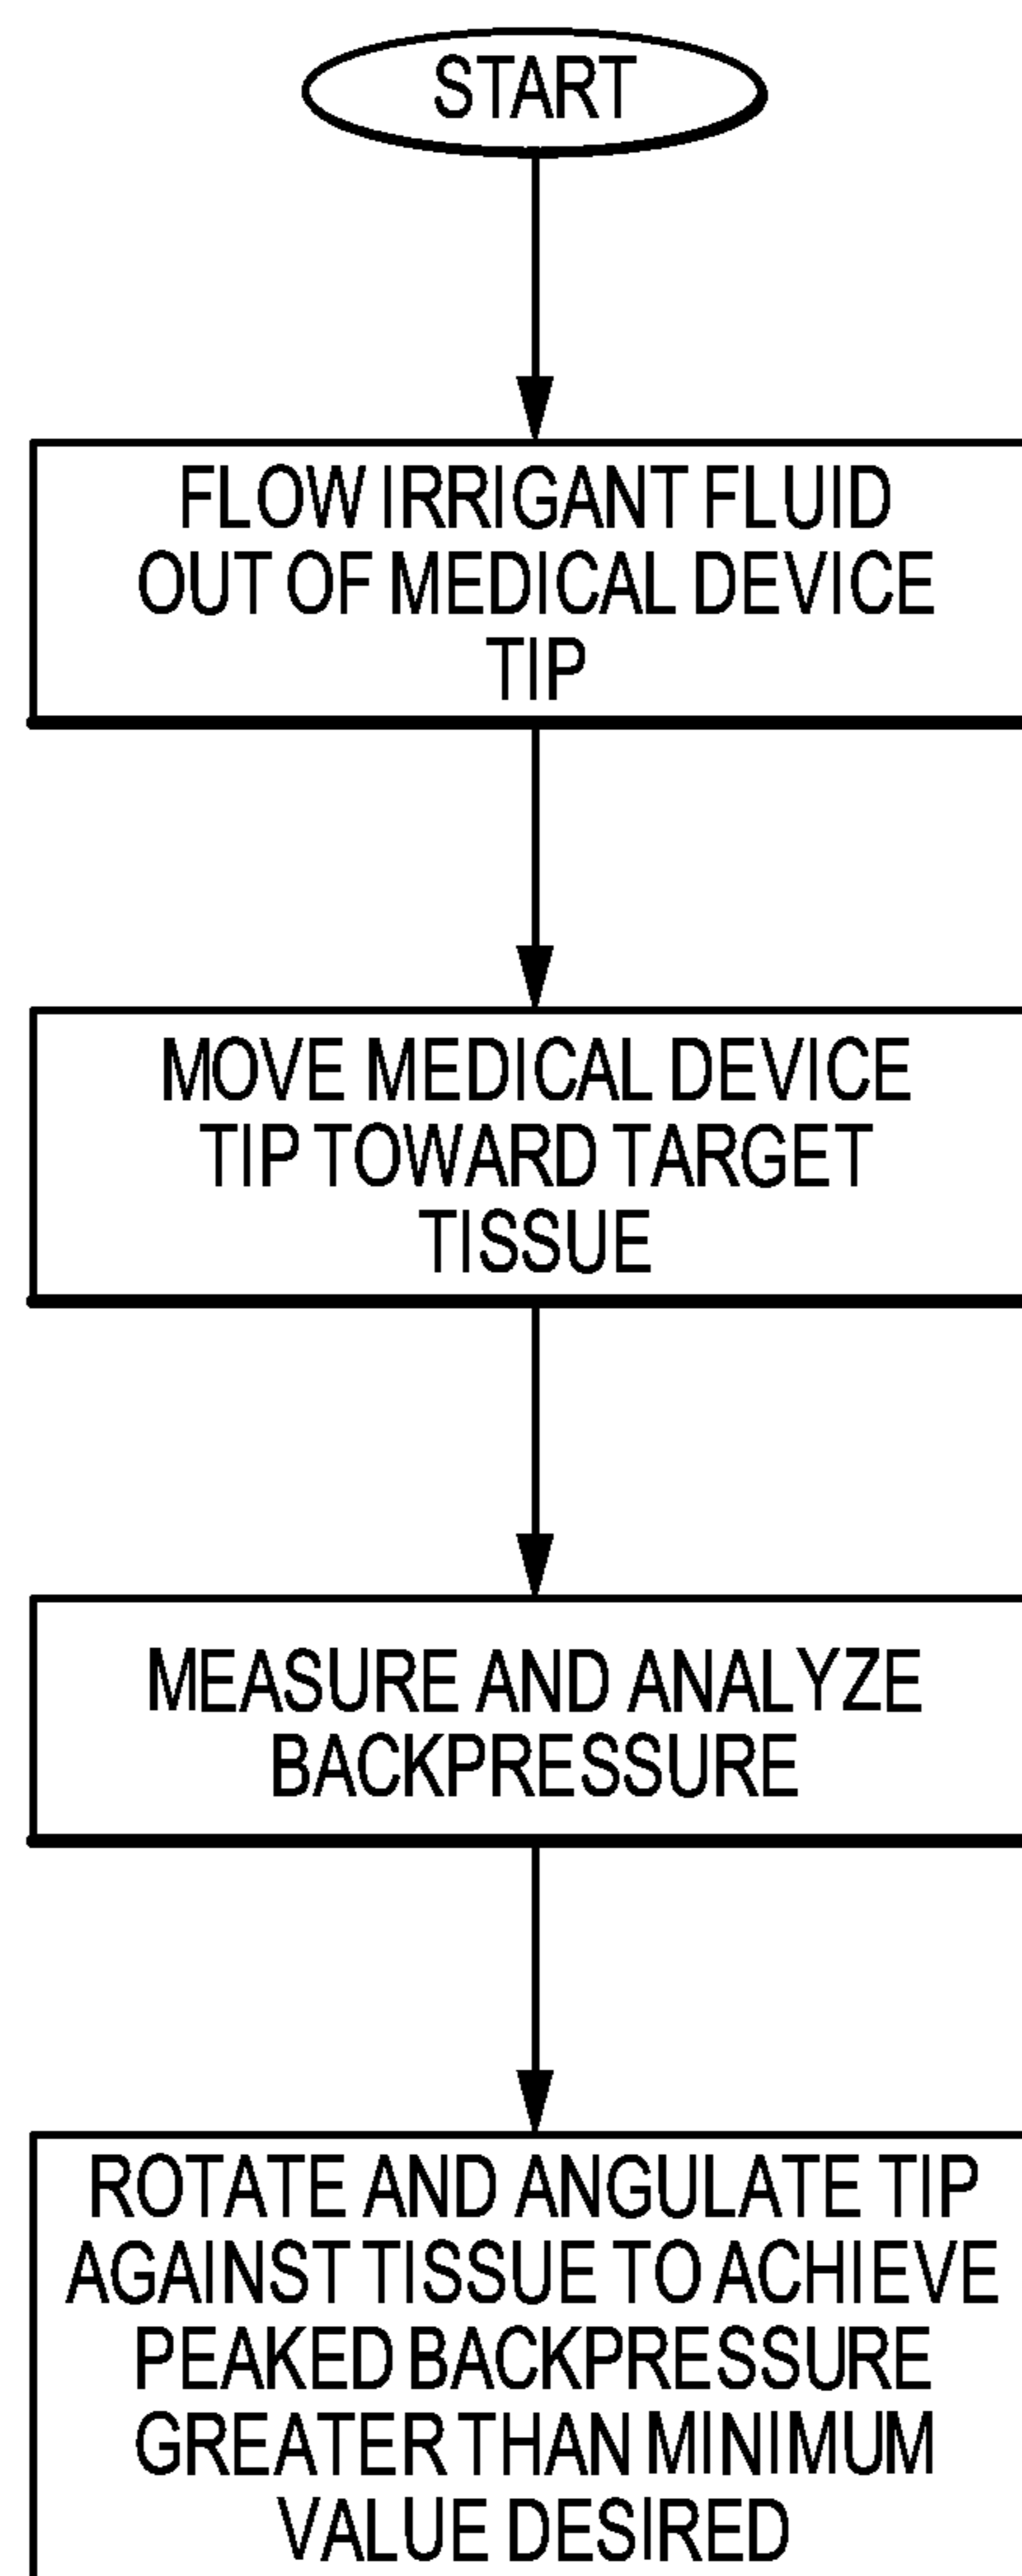 START
FLOW IRRIGANT FLUID
OUT OF MEDICAL DEVICE
TIP
MOVE MEDICAL DEVICE
TIP TOWARD TARGET
TISSUE
MEASURE AND ANALYZE
BACKPRESSURE
ROTATE AND ANGULATE TIP
AGAINST TISSUE TO ACHIEVE
PEAKED BACKPRESSURE
GREATER THAN MINIMUM
VALUE DESIRED